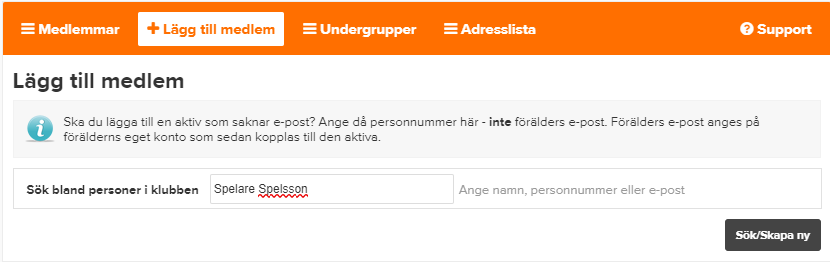 Medlemmar Lägg till medlem Undergrupper Adresslista Support
Lägg till medlem
Ska du lägga till en aktiv som saknar e-post? Ange då personnummer här - inte förälders e-post. Förälders e-post anges på
förälderns eget konto som sedan kopplas till den aktiva.
Sök bland personer i klubben Spelare Spelsson Ange namn, personnummer eller e-post
Sök/Skapa ny